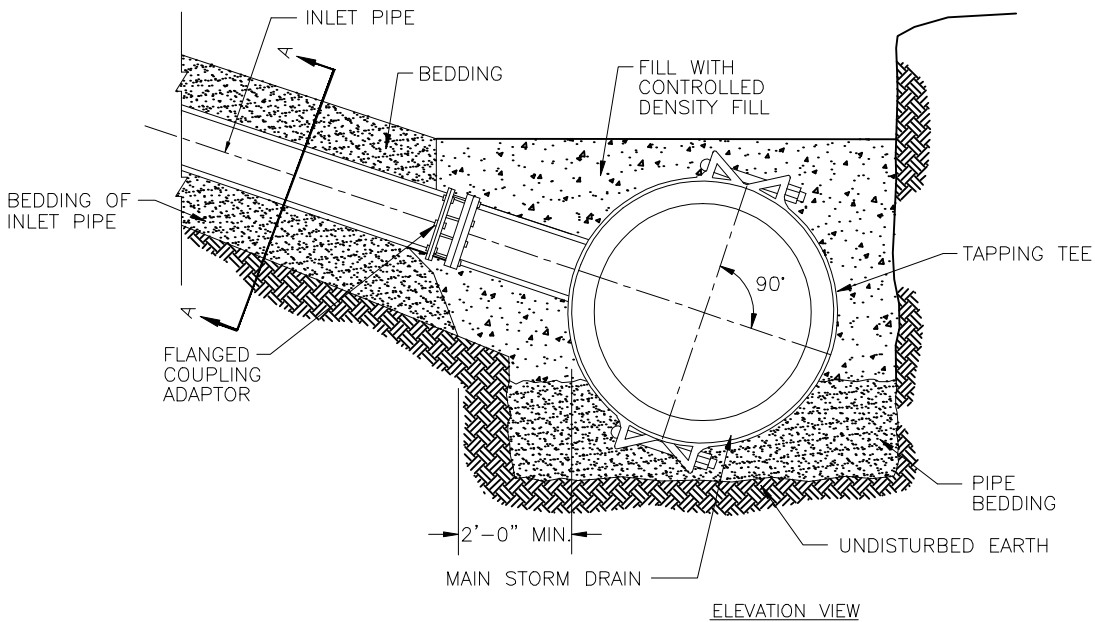 INLET PIPE
A
BEDDING
FILL WITH
CONTROLLED
DENSITY FILL
BEDDING OF
INLET PIPE
TAPPING TEE
90°
A
FLANGED
COUPLING
ADAPTOR
PIPE
BEDDING
2'-0" MIN.
UNDISTURBED EARTH
MAIN STORM DRAIN
ELEVATION VIEW